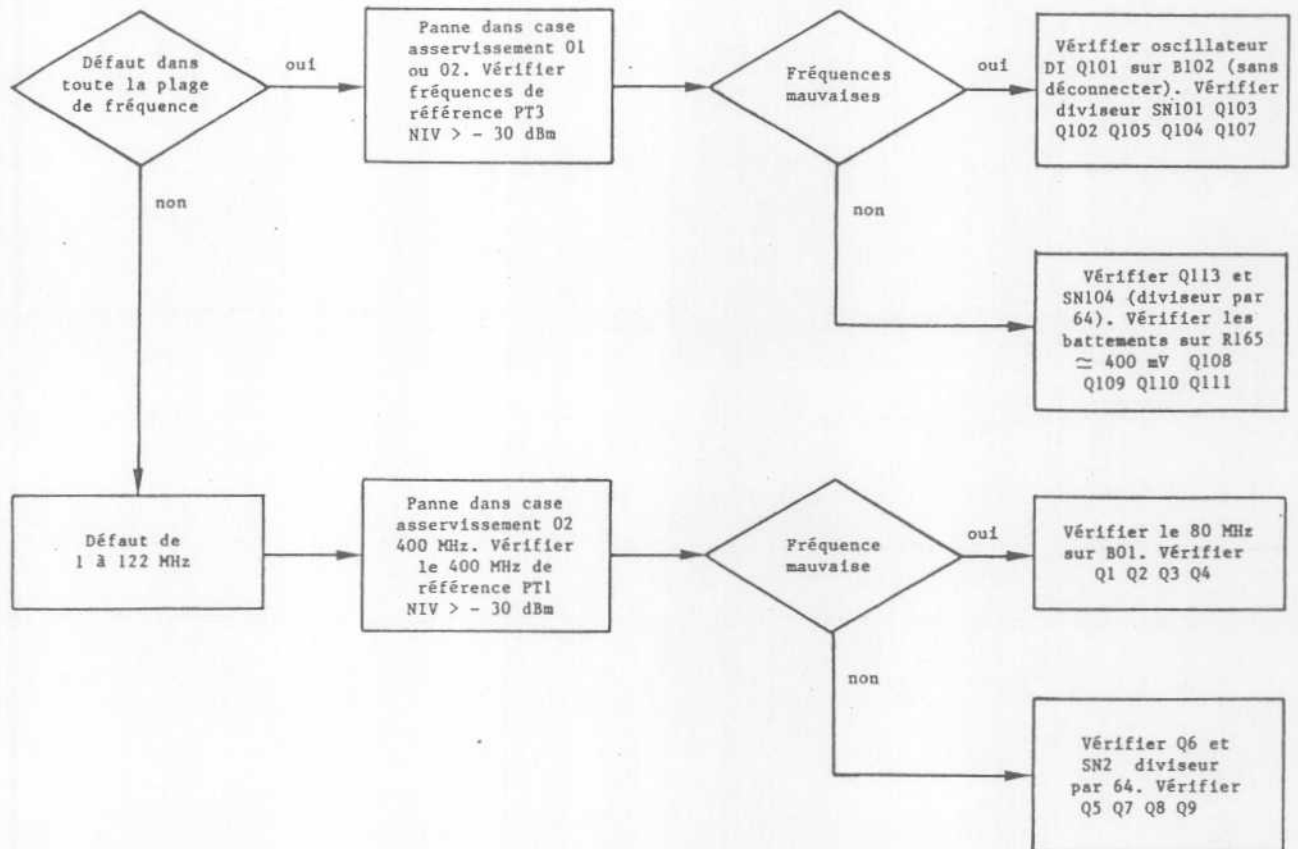 Défaut dans
toute la plage
de fréquence
oui
Panne dans case
asservissement 01
ou 02. Vérifier
fréquences de
référence PT3
NIV > - 30 dBm
Fréquences
mauvaises
oui
Vérifier oscillateur
DI Q101 sur B102 (sans
déconnecter). Vérifier
diviseur SN101 Q103
Q102 Q105 Q104 Q107
non
non
Vérifier Q113 et
SN104 (diviseur par
64). Vérifier les
battements sur R165
≃ 400 mV Q108
Q109 Q110 Q111
Défaut de
1 à 122 MHz
Panne dans case
asservissement 02
400 MHz. Vérifier
le 400 MHz de
référence PT1
NIV > - 30 dBm
Fréquence
mauvaise
oui
Vérifier le 80 MHz
sur B01. Vérifier
Q1 Q2 Q3 Q4
non
Vérifier Q6 et
SN2 diviseur
par 64. Vérifier
Q5 Q7 Q8 Q9